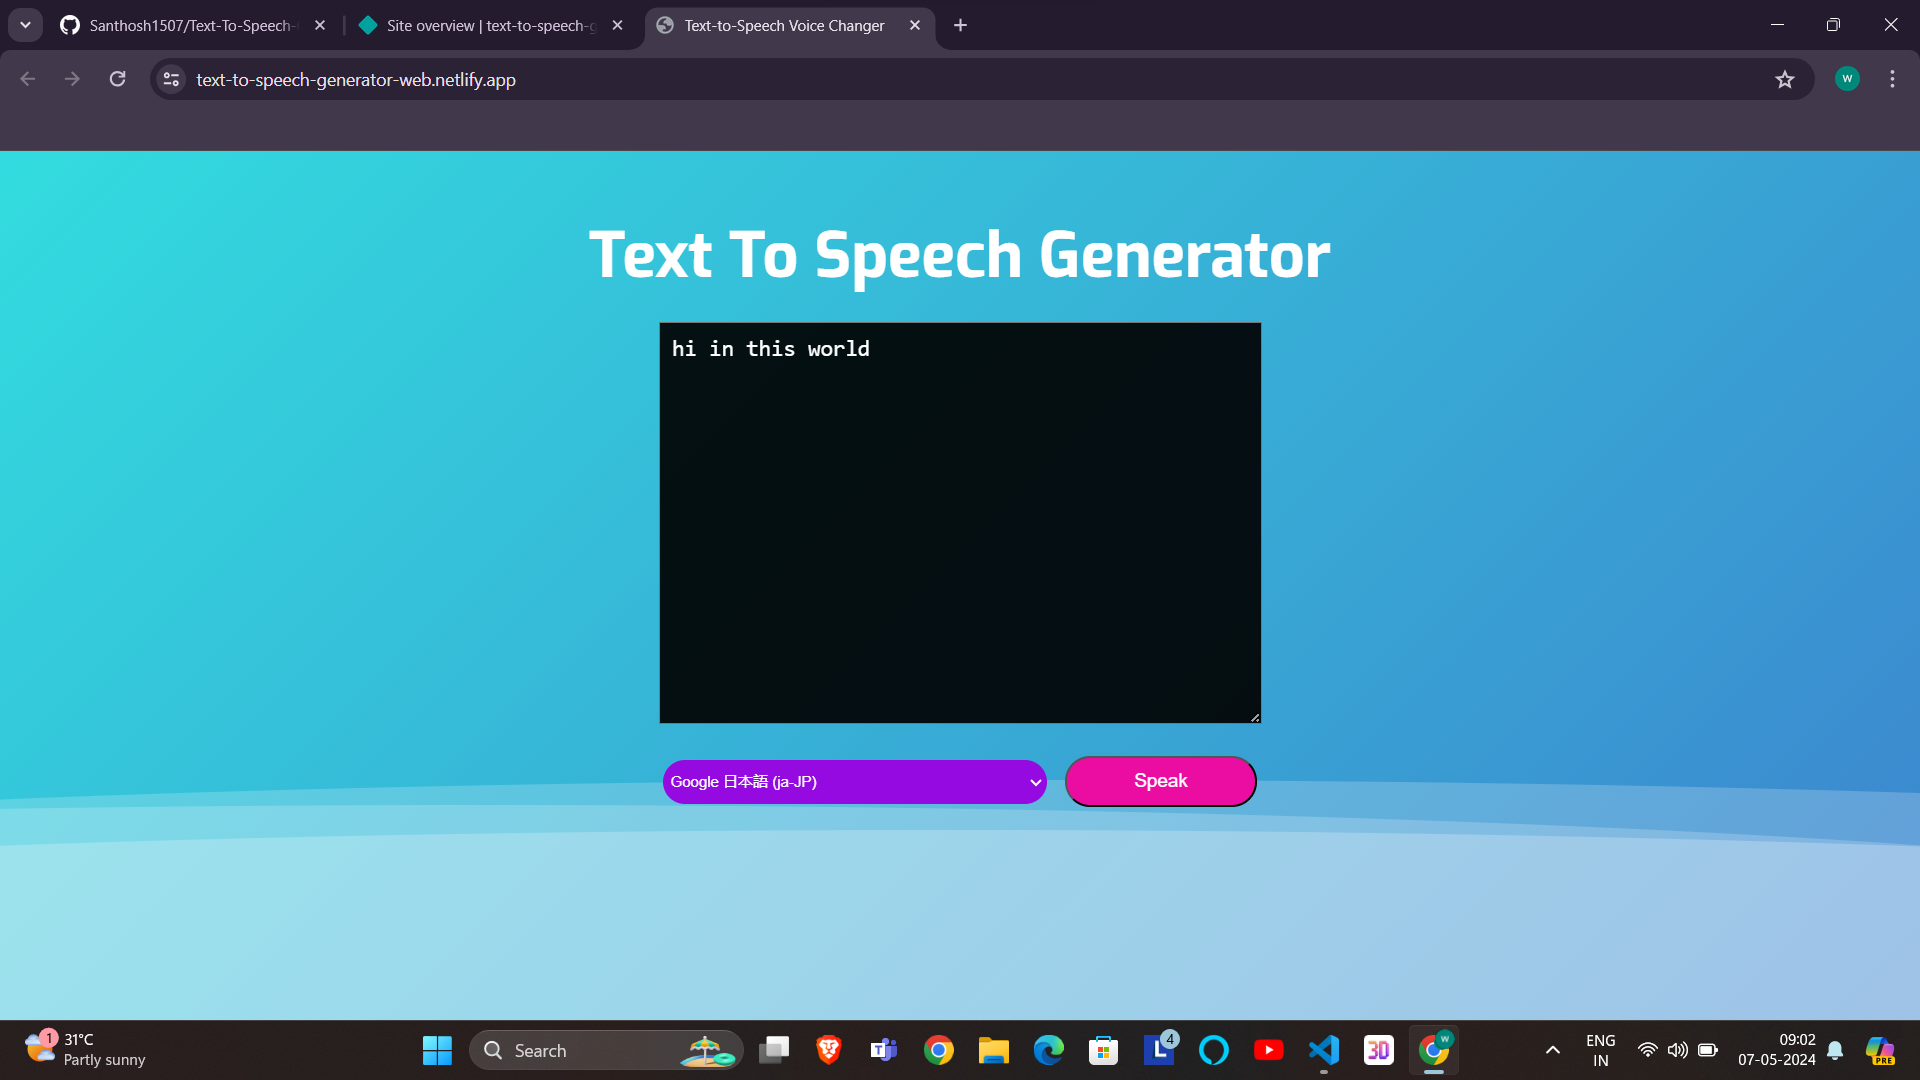 Santhosh1507/Text-To-Speech-
Site overview | text-to-speech-g
Text-to-Speech Voice Changer
text-to-speech-generator-web.netlify.app
W
Text To Speech Generator
hi in this world
Google 日本語 (ja-JP)
Speak
1
31°C
Partly sunny
Search
T
L
4
3D
W
ENG
IN
09:02
07-05-2024
PRE